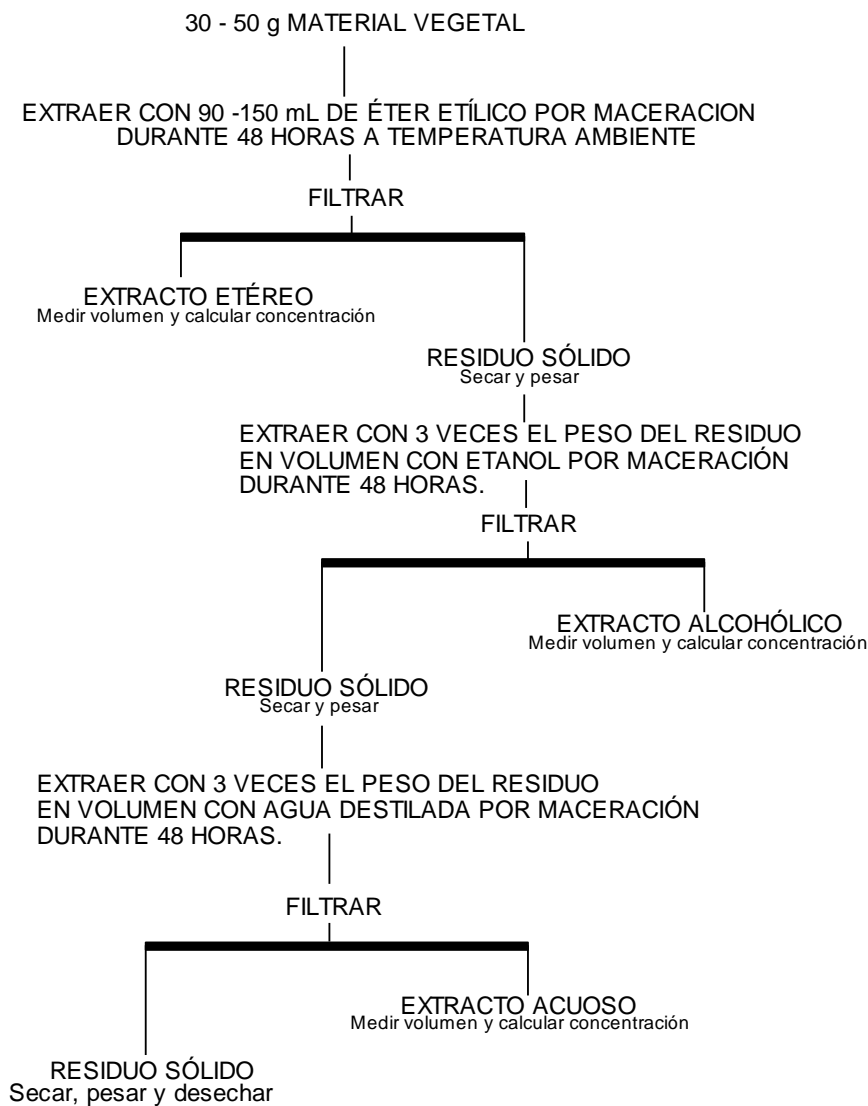 30 - 50 g MATERIAL VEGETAL
EXTRAER CON 90 -150 mL DE ÉTER ETÍLICO POR MACERACION
DURANTE 48 HORAS A TEMPERATURA AMBIENTE
FILTRAR
EXTRACTO ETÉREO
Medir volumen y calcular concentración
RESIDUO SÓLIDO
Secar y pesar
EXTRAER CON 3 VECES EL PESO DEL RESIDUO
EN VOLUMEN CON ETANOL POR MACERACIÓN
DURANTE 48 HORAS.
FILTRAR
EXTRACTO ALCOHÓLICO
Medir volumen y calcular concentración
RESIDUO SÓLIDO
Secar y pesar
EXTRAER CON 3 VECES EL PESO DEL RESIDUO
EN VOLUMEN CON AGUA DESTILADA POR MACERACIÓN
DURANTE 48 HORAS.
FILTRAR
EXTRACTO ACUOSO
Medir volumen y calcular concentración
RESIDUO SÓLIDO
Secar, pesar y desechar